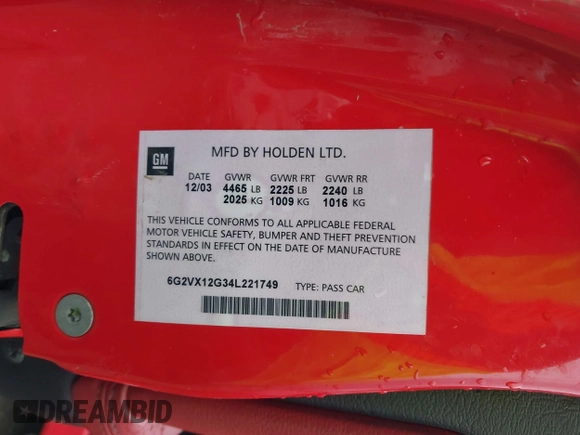 GM
MFD BY HOLDEN LTD.
DATE GVWR GVWR FRT GVWR RR
12/03 4465 LB 2225 LB 2240 LB
2025 KG 1009 KG 1016 KG
THIS VEHICLE CONFORMS TO ALL APPLICABLE FEDERAL
MOTOR VEHICLE SAFETY, BUMPER AND THEFT PREVENTION
STANDARDS IN EFFECT ON THE DATE OF MANUFACTURE
SHOWN ABOVE.
6G2VX12G34L221749 TYPE: PASS CAR
DREAMBID